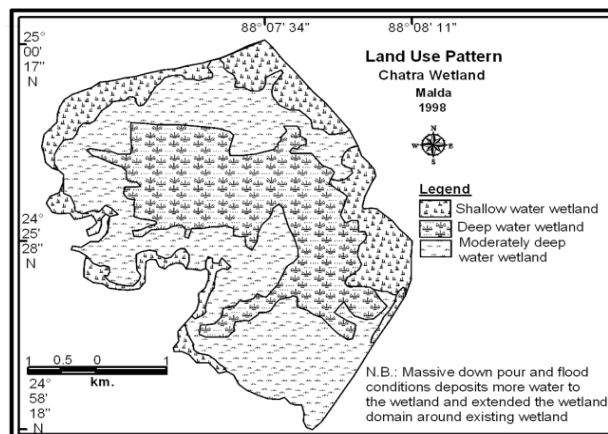 88° 07' 34" 88° 08' 11"
25°
00'
17"
N
Land Use Pattern
Chatra Wetland
Malda
1998
N
W E
S
Legend
Shallow water wetland
Deep water wetland
Moderately deep
water wetland
24°
25'
28"
N
1 0.5 0 1
km.
24°
58'
18"
N
N.B.: Massive down pour and flood
conditions deposits more water to
the wetland and extended the wetland
domain around existing wetland